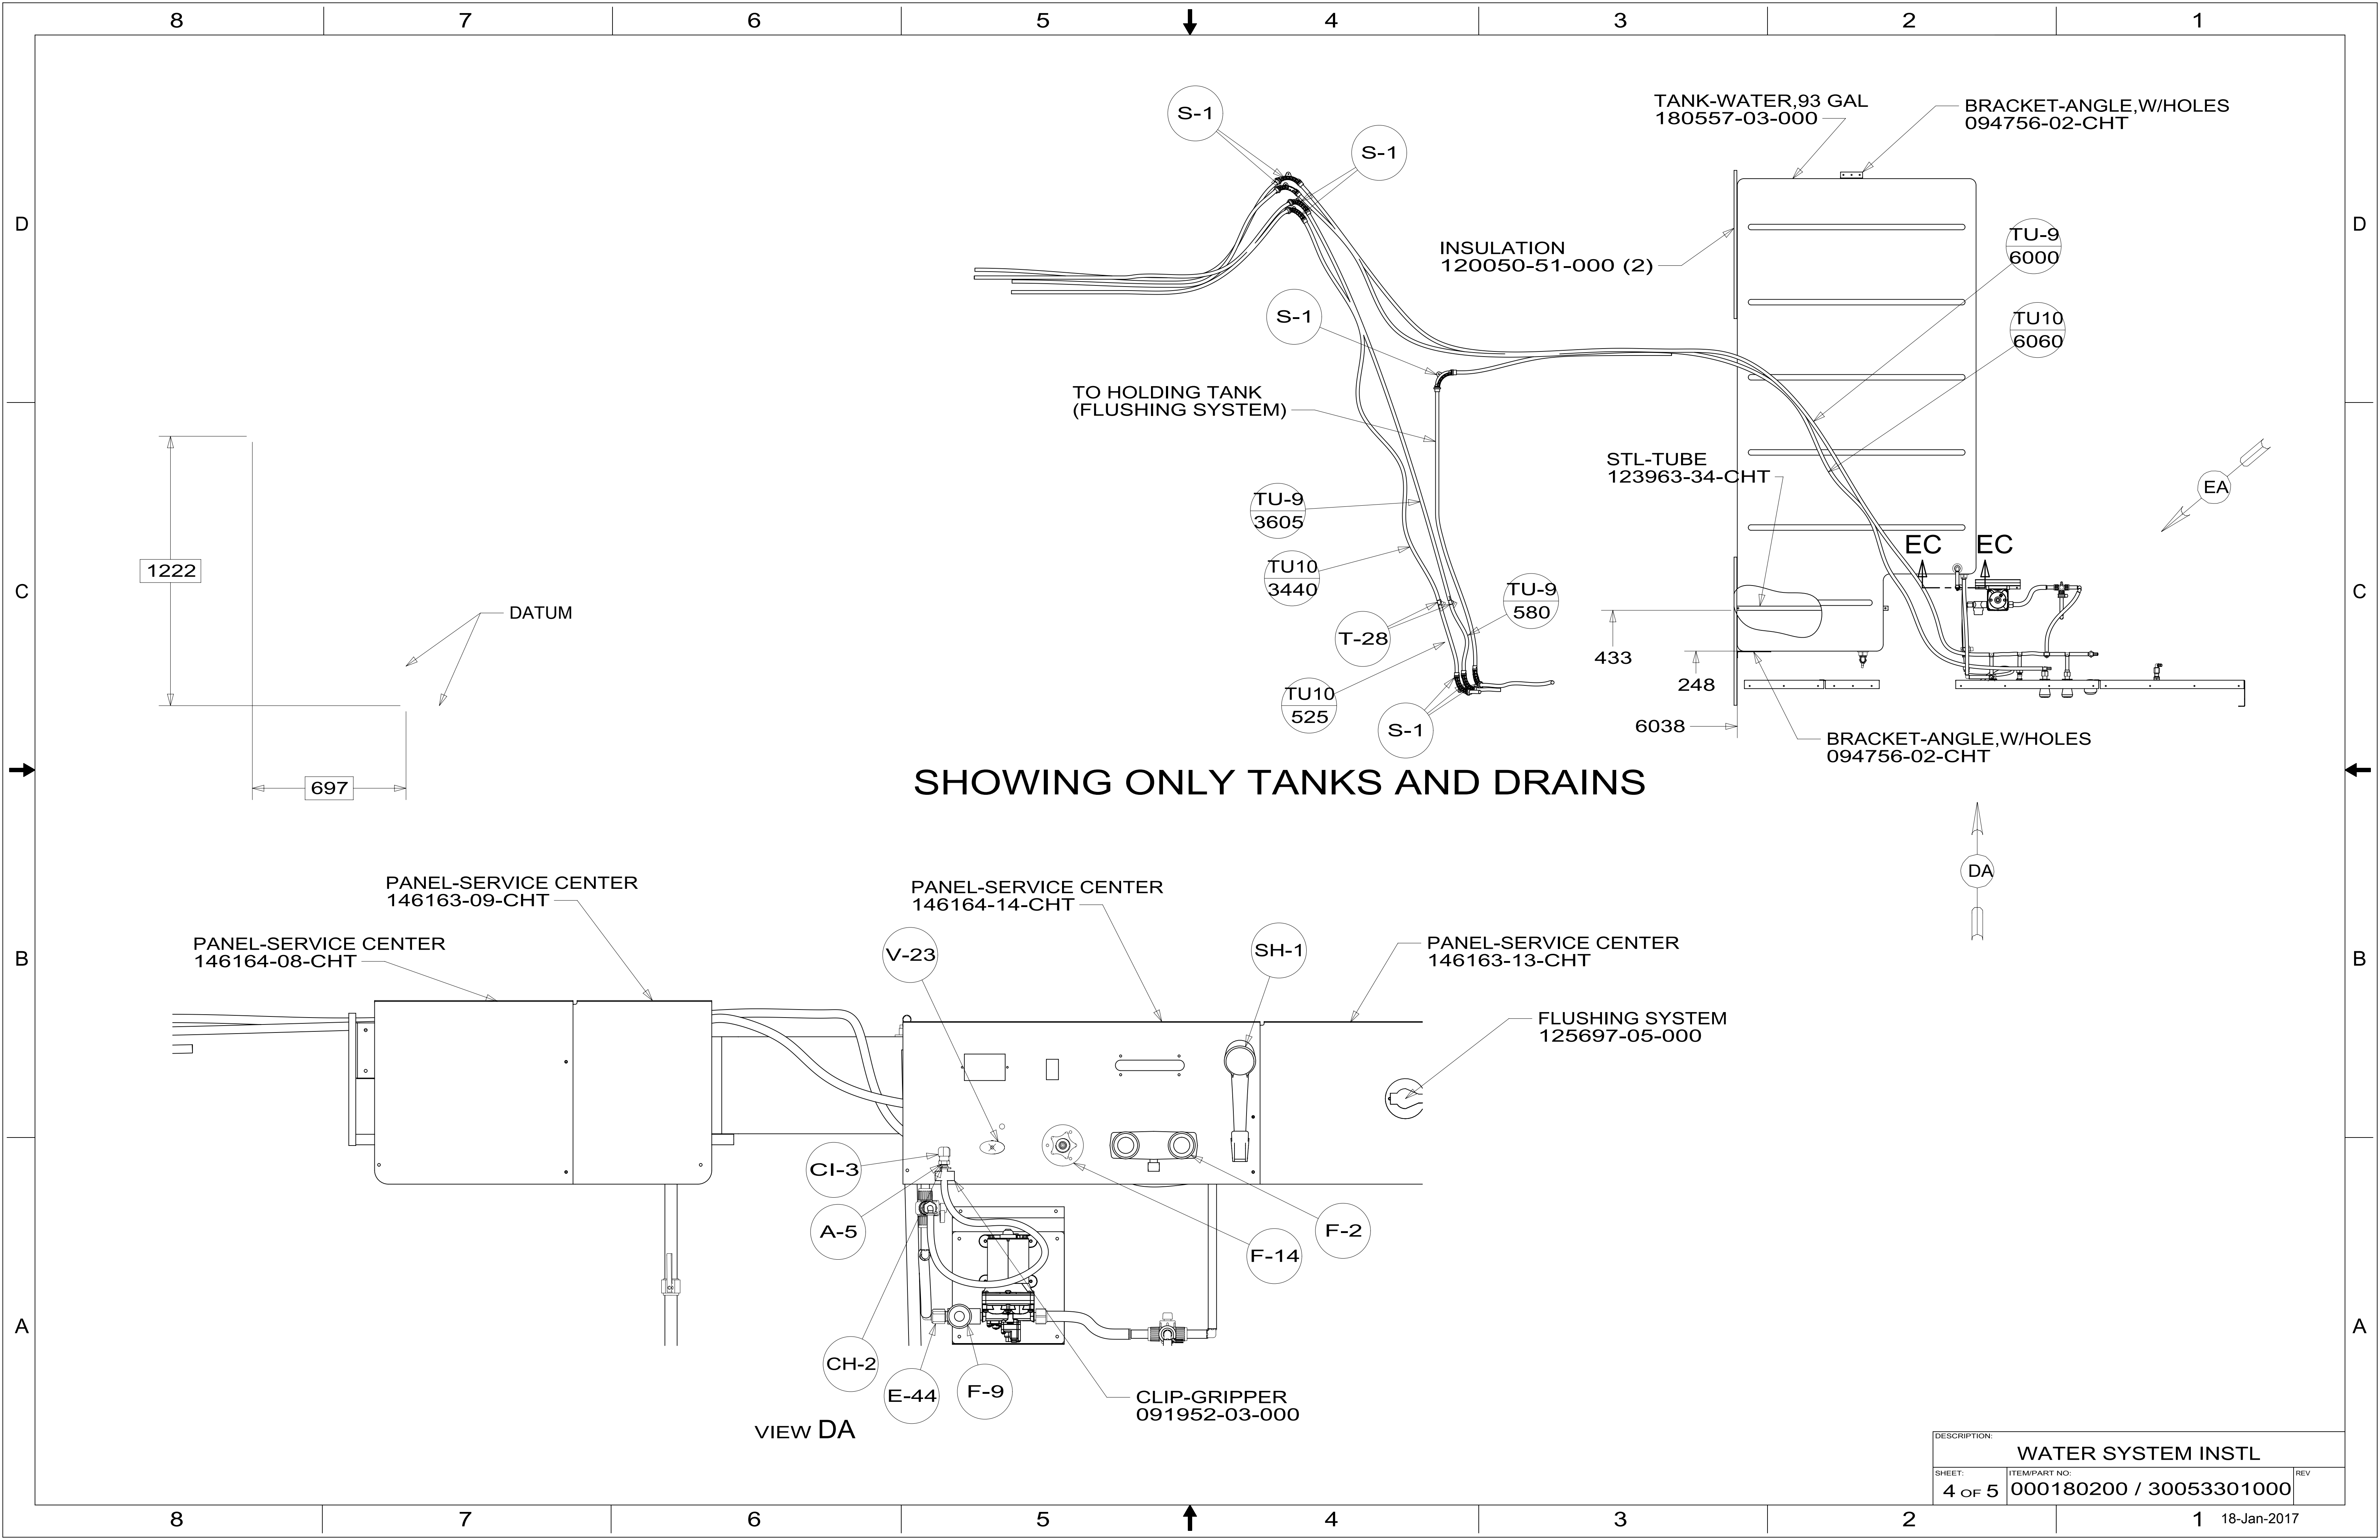 8 7 6 5 4 3 2 1
D
D
C
C
B
B
A
A
S-1
S-1
TANK-WATER,93 GAL
180557-03-000
BRACKET-ANGLE,W/HOLES
094756-02-CHT
INSULATION
120050-51-000 (2)
TU-9
6000
TU10
6060
S-1
TO HOLDING TANK
(FLUSHING SYSTEM)
STL-TUBE
123963-34-CHT
TU-9
3605
TU10
3440
T-28
TU-9
580
TU10
525
S-1
EC EC
EA
433
248
6038
BRACKET-ANGLE,W/HOLES
094756-02-CHT
1222
DATUM
697
SHOWING ONLY TANKS AND DRAINS
DA
PANEL-SERVICE CENTER
146163-09-CHT
PANEL-SERVICE CENTER
146164-08-CHT
PANEL-SERVICE CENTER
146164-14-CHT
V-23
SH-1
PANEL-SERVICE CENTER
146163-13-CHT
FLUSHING SYSTEM
125697-05-000
CI-3
A-5
CH-2
E-44
F-9
F-14
F-2
CLIP-GRIPPER
091952-03-000
VIEW DA
DESCRIPTION:
WATER SYSTEM INSTL
SHEET:
4 OF 5
ITEM/PART NO:
000180200 / 30053301000
REV
8 7 6 5 4 3 2 1
18-Jan-2017